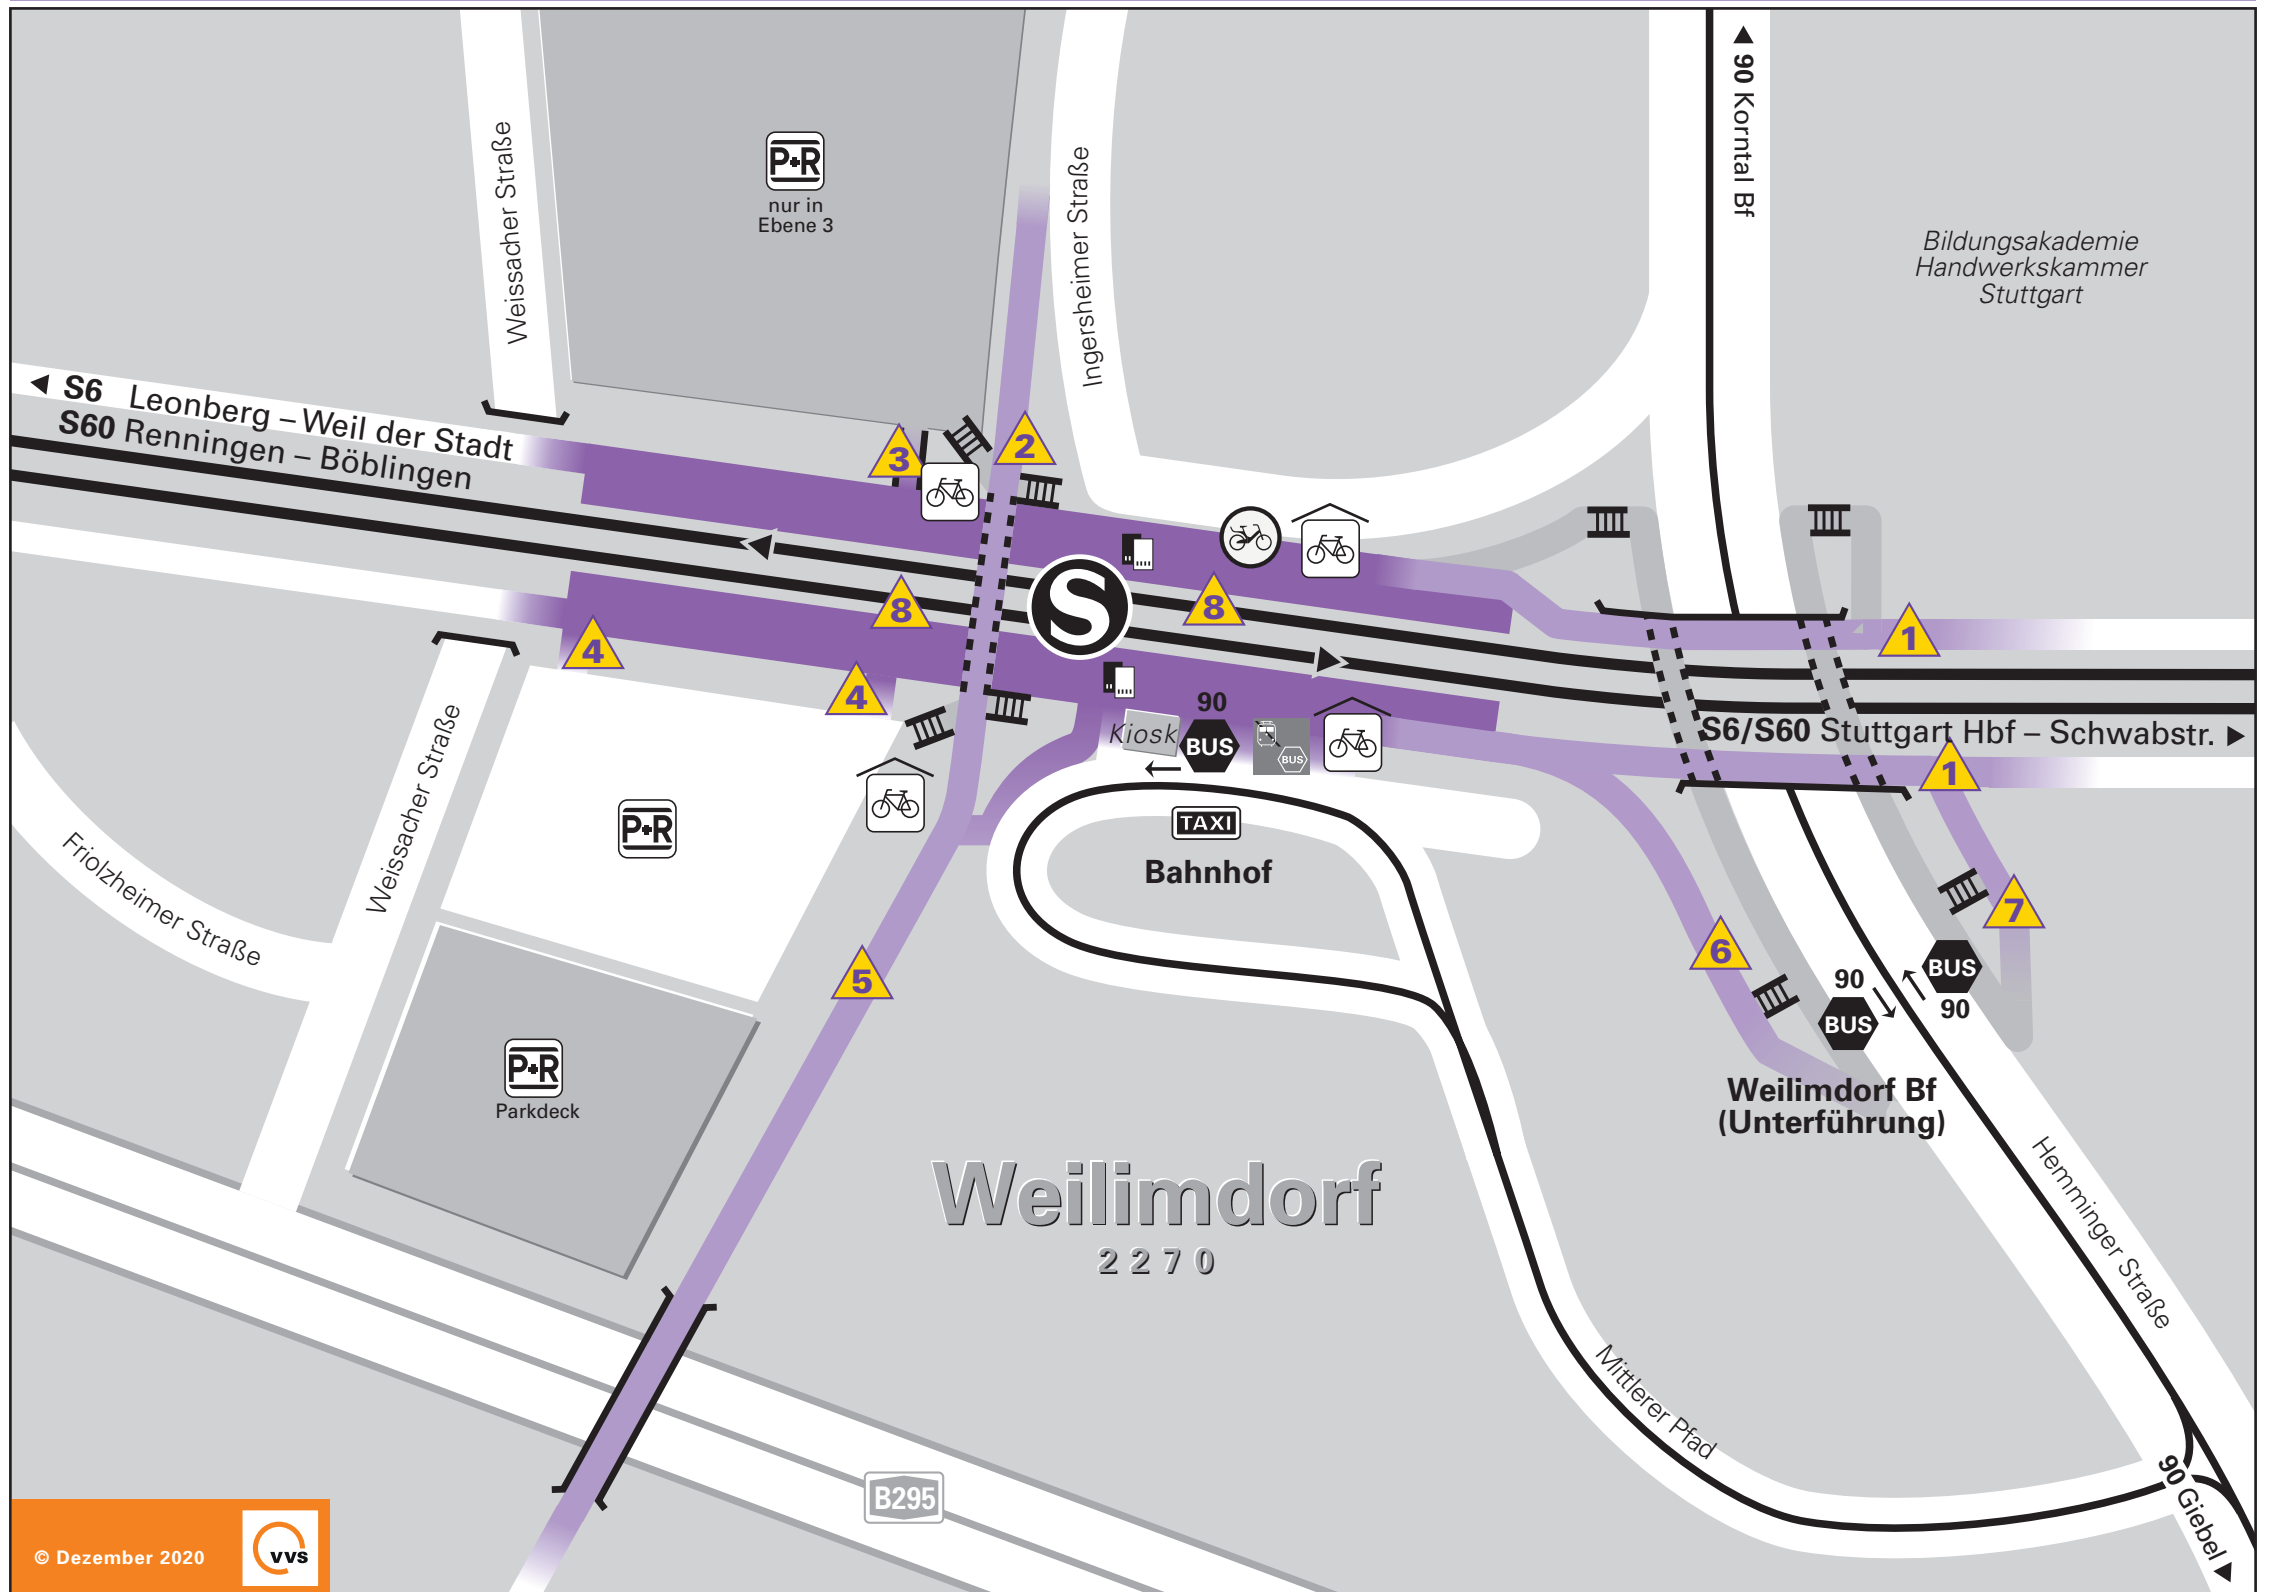 90 Korntal Bf
P+R
nur in
Ebene 3
Weissacher Straße
Ingersheimer Straße
Bildungsakademie
Handwerkskammer
Stuttgart
S6 Leonberg – Weil der Stadt
S60 Renningen – Böblingen
3
2
8
8
S
1
4
4
90
Kiosk
BUS
BUS
S6/S60 Stuttgart Hbf – Schwabstr.
1
Weissacher Straße
P+R
TAXI
Bahnhof
Friolzheimer Straße
5
6
7
90
BUS
BUS
90
P+R
Parkdeck
Weilimdorf Bf
(Unterführung)
Weilimdorf
2270
Hemminger Straße
Mittlerer Pfad
B295
90 Giebel
© Dezember 2020
vvs